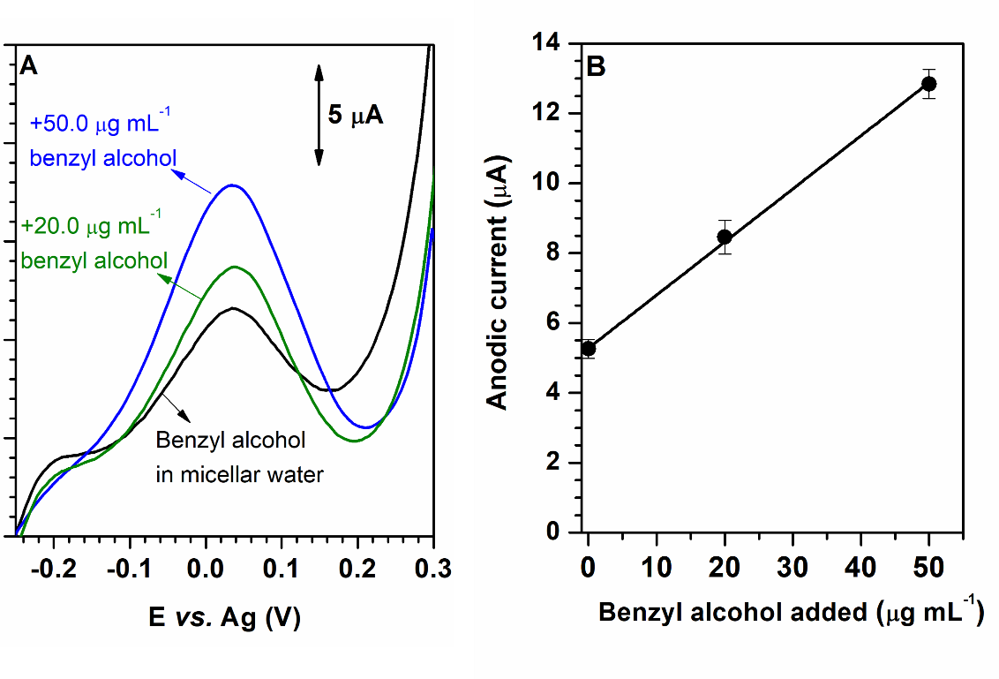 A
5 μA
+50.0 μg mL⁻¹
benzyl alcohol
+20.0 μg mL⁻¹
benzyl alcohol
Benzyl alcohol
in micellar water
-0.2 -0.1 0.0 0.1 0.2 0.3
E vs. Ag (V)
B
Anodic current (μA)
14
12
10
8
6
4
2
0
0 10 20 30 40 50
Benzyl alcohol added (μg mL⁻¹)